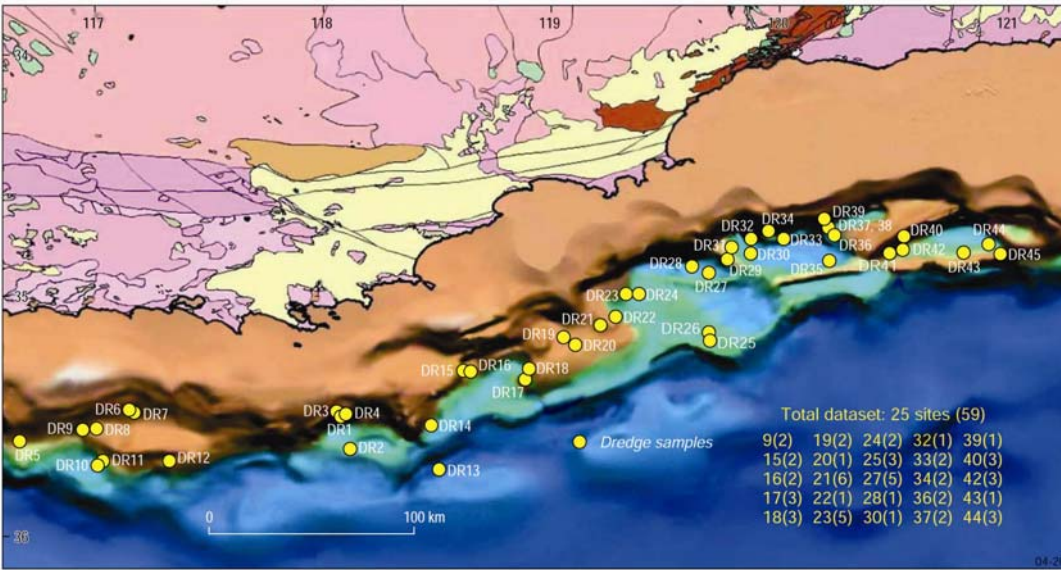 117 118 119 120 121
34
DR39
DR34 DR37, 38
DR32 DR40
DR33 DR36 DR44
DR31 DR30 DR42
DR28 DR29 DR35 DR41 DR43 DR45
DR27
35
DR23 DR24
DR21 DR22
DR19 DR20
DR26
DR25
DR15 DR16 DR18
DR17
DR6 DR7 DR3 DR4
DR9 DR8 DR1 DR14
DR5 DR2
DR10 DR11 DR12 DR13
Dredge samples
Total dataset: 25 sites (59)
9(2) 19(2) 24(2) 32(1) 39(1)
15(2) 20(1) 25(3) 33(2) 40(3)
16(2) 21(6) 27(5) 34(2) 42(3)
17(3) 22(1) 28(1) 36(2) 43(1)
18(3) 23(5) 30(1) 37(2) 44(3)
0 100 km
36